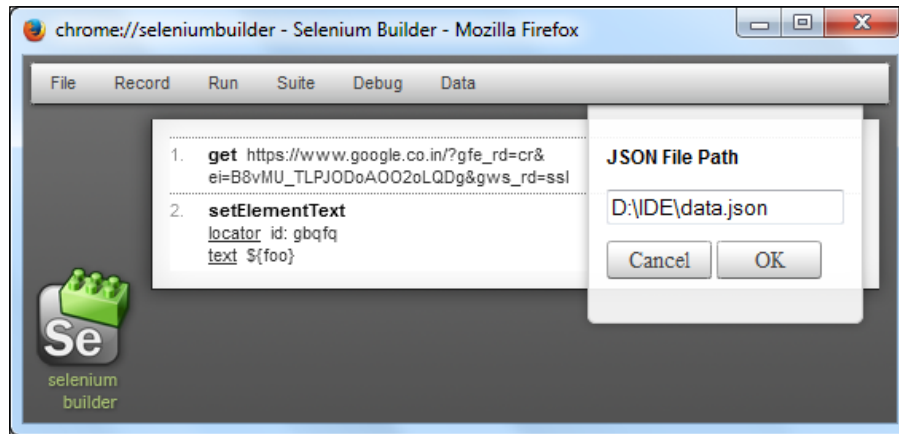 chrome://seleniumbuilder - Selenium Builder - Mozilla Firefox
File Record Run Suite Debug Data
1. get https://www.google.co.in/?gfe_rd=cr&
ei=B8vMU_TLPJODoAOO2oLQDg&gws_rd=ssl
2. setElementText
locator id: gbqfq
text ${foo}
JSON File Path
D:\IDE\data.json
Cancel OK
Se
selenium
builder